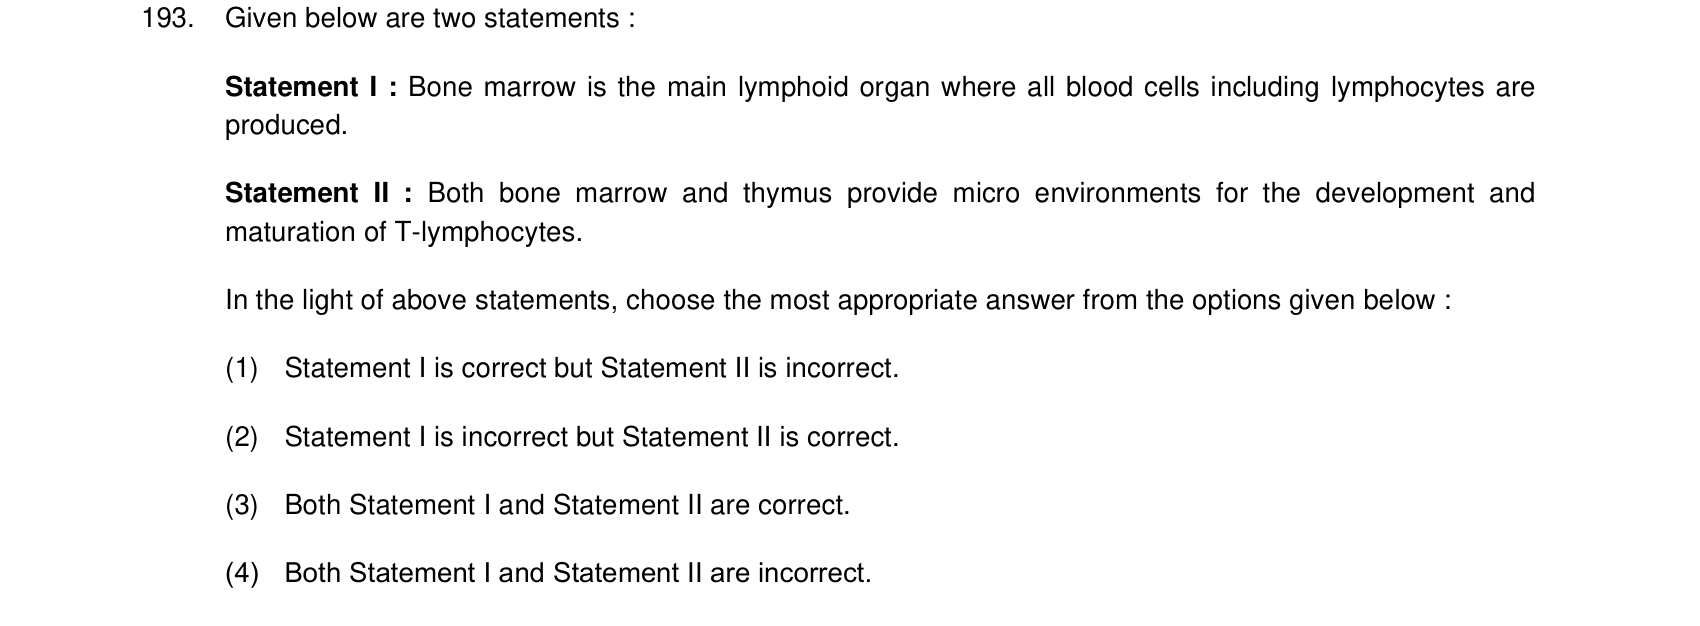 193. Given below are two statements :
Statement I : Bone marrow is the main lymphoid organ where all blood cells including lymphocytes are
produced.
Statement II : Both bone marrow and thymus provide micro environments for the development and
maturation of T-lymphocytes.
In the light of above statements, choose the most appropriate answer from the options given below :
(1) Statement I is correct but Statement II is incorrect.
(2) Statement I is incorrect but Statement II is correct.
(3) Both Statement I and Statement II are correct.
(4) Both Statement I and Statement II are incorrect.